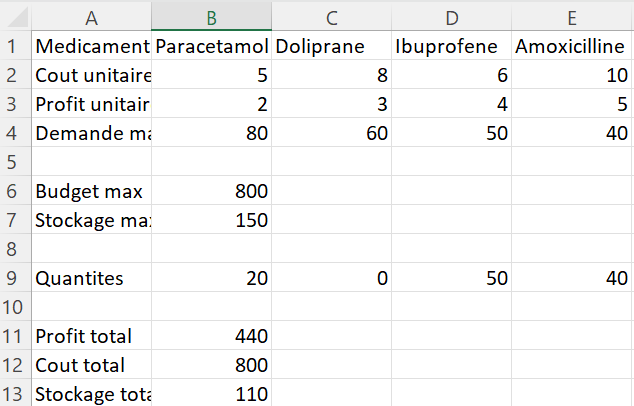 A B C D E
1 Medicament Paracetamol Doliprane Ibuprofene Amoxicilline
2 Cout unitaire 5 8 6 10
3 Profit unitair 2 3 4 5
4 Demande ma 80 60 50 40
5
6 Budget max 800
7 Stockage max 150
8
9 Quantites 20 0 50 40
10
11 Profit total 440
12 Cout total 800
13 Stockage tota 110